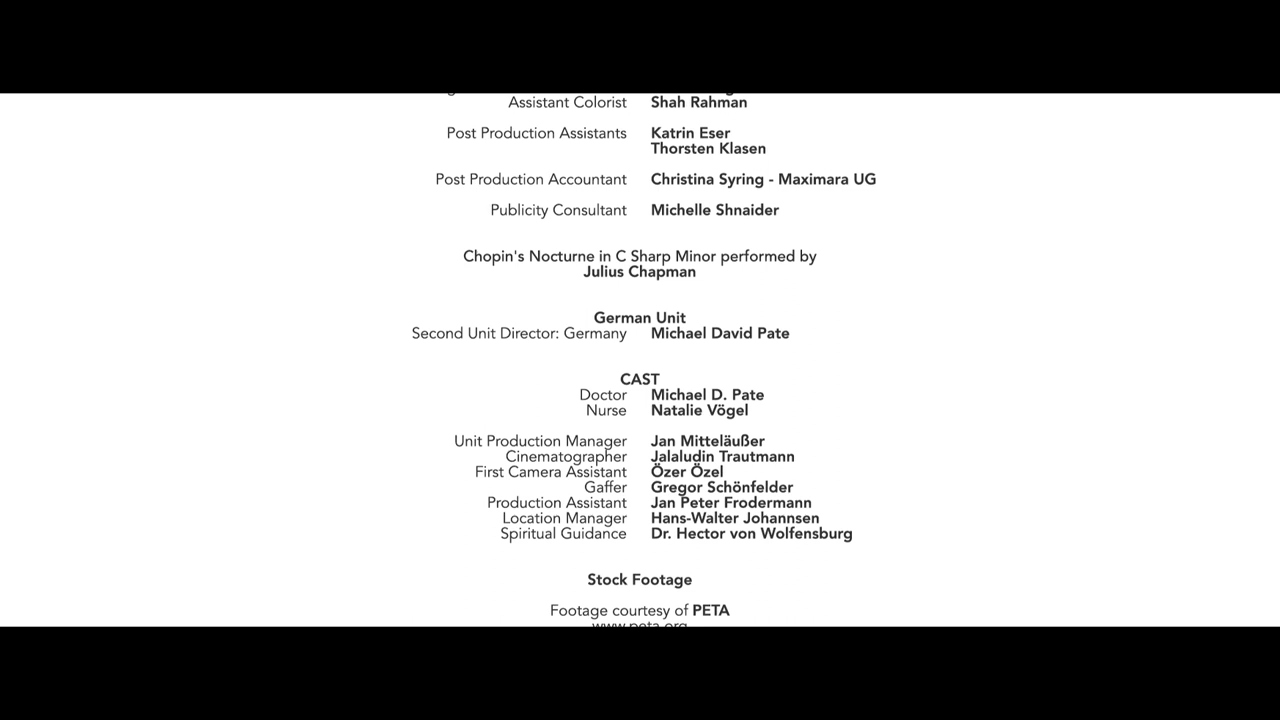 Assistant Colorist Shah Rahman
Post Production Assistants Katrin Eser
Thorsten Klasen
Post Production Accountant Christina Syring - Maximara UG
Publicity Consultant Michelle Shnaider
Chopin's Nocturne in C Sharp Minor performed by
Julius Chapman
German Unit
Second Unit Director: Germany Michael David Pate
CAST
Doctor Michael D. Pate
Nurse Natalie Vögel
Unit Production Manager Jan Mitteläußer
Cinematographer Jalaludin Trautmann
First Camera Assistant Özer Özel
Gaffer Gregor Schönfelder
Production Assistant Jan Peter Frodermann
Location Manager Hans-Walter Johannsen
Spiritual Guidance Dr. Hector von Wolfensburg
Stock Footage
Footage courtesy of PETA
www.peta.org